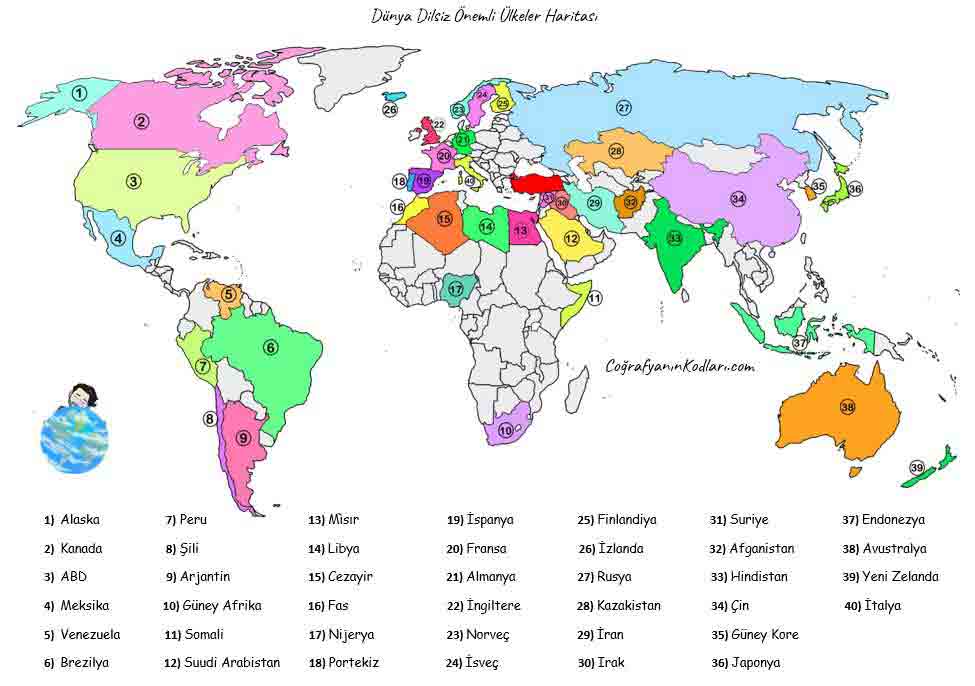 Dünya Dilsiz Önemli Ülkeler Haritası
1
2
3
4
5
6
7
8
9
10
11
12
13
14
15
16
17
18
19
20
21
22
23
24
25
26
27
28
29
30
31
32
33
34
35
36
37
38
39
40
CoğrafyanınKodları.com
1) Alaska
2) Kanada
3) ABD
4) Meksika
5) Venezuela
6) Brezilya
7) Peru
8) Şili
9) Arjantin
10) Güney Afrika
11) Somali
12) Suudi Arabistan
13) Mısır
14) Libya
15) Cezayir
16) Fas
17) Nijerya
18) Portekiz
19) İspanya
20) Fransa
21) Almanya
22) İngiltere
23) Norveç
24) İsveç
25) Finlandiya
26) İzlanda
27) Rusya
28) Kazakistan
29) İran
30) Irak
31) Suriye
32) Afganistan
33) Hindistan
34) Çin
35) Güney Kore
36) Japonya
37) Endonezya
38) Avustralya
39) Yeni Zelanda
40) İtalya